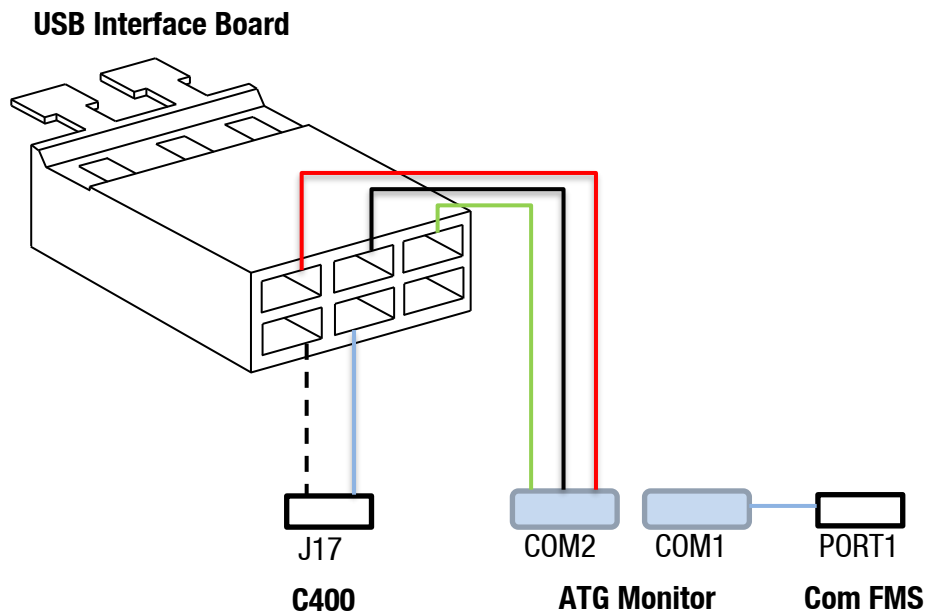 USB Interface Board
J17
COM2
COM1
PORT1
C400
ATG Monitor
Com FMS